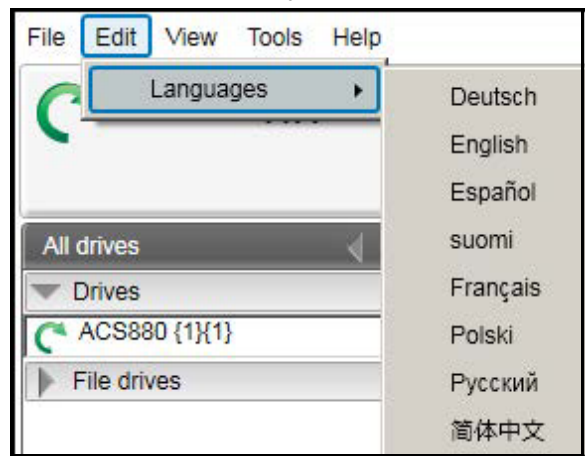 File Edit View Tools Help
Languages
Deutsch
English
Español
suomi
Français
Polski
Русский
简体中文
All drives
Drives
ACS880 {1}{1}
File drives